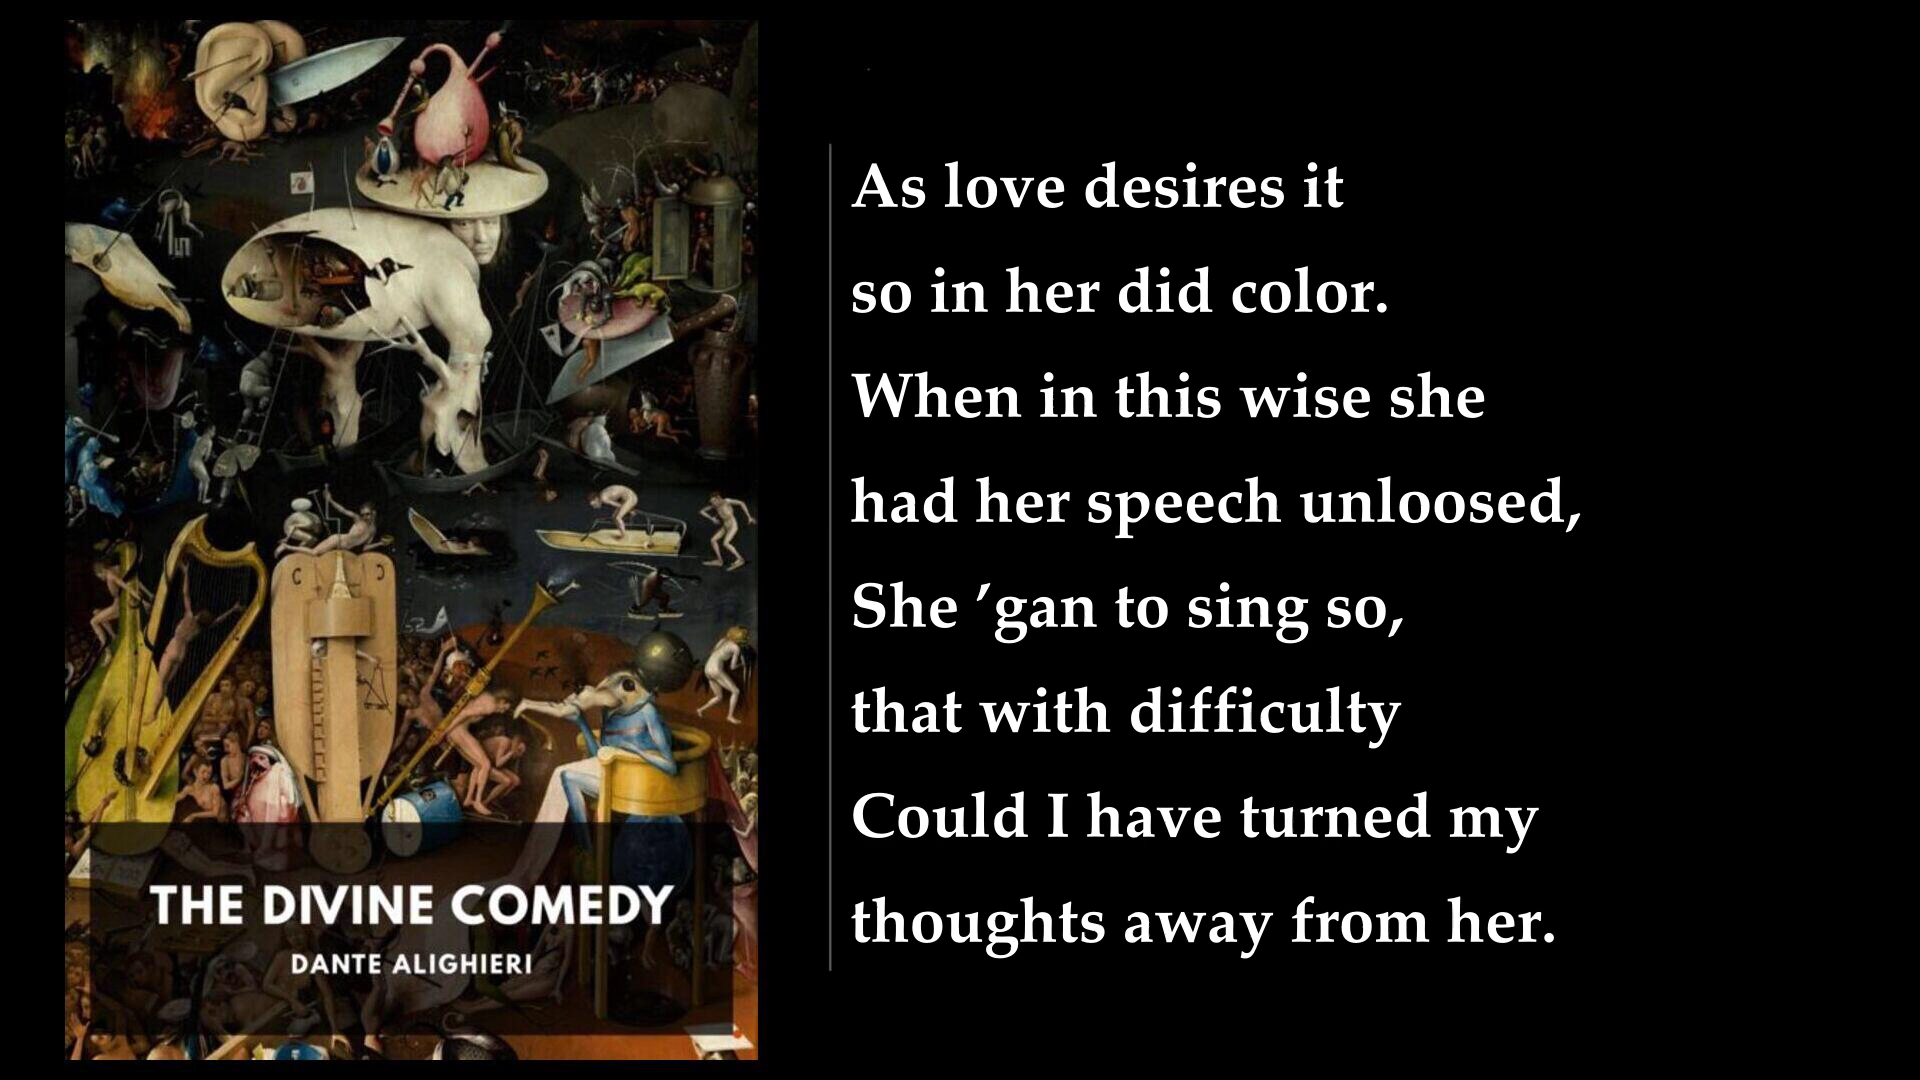 As love desires it
so in her did color.
When in this wise she
had her speech unloosed,
She ’gan to sing so,
that with difficulty
Could I have turned my
thoughts away from her.
THE DIVINE COMEDY
DANTE ALIGHIERI